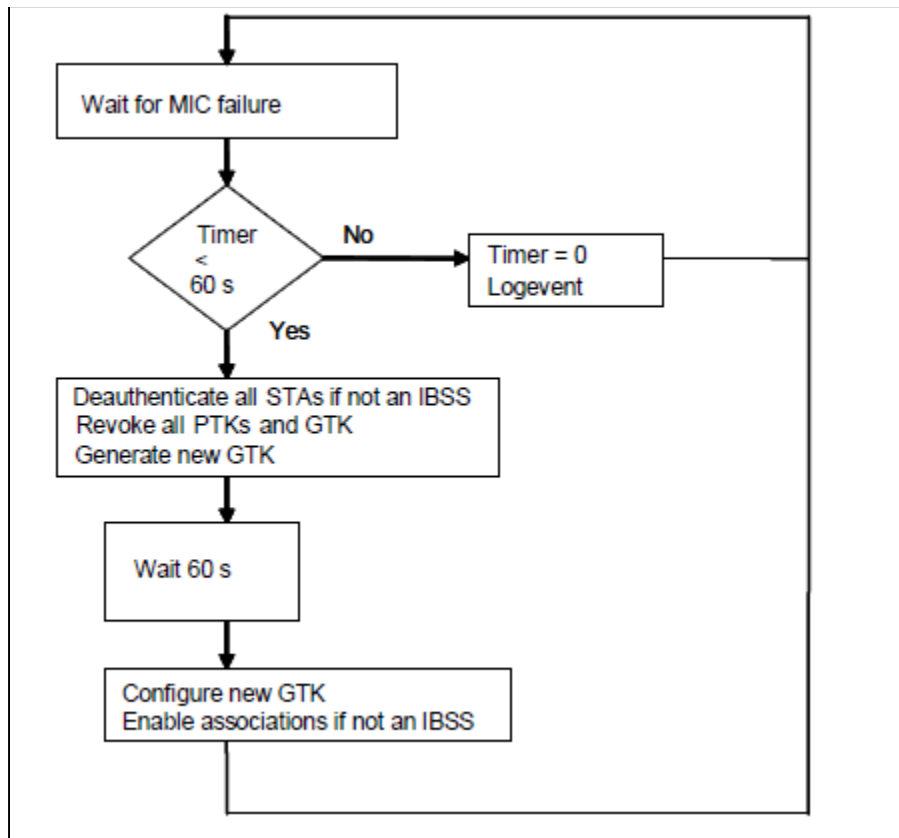 Wait for MIC failure
Timer
<
60 s
No
Timer = 0
Logevent
Yes
Deauthenticate all STAs if not an IBSS
Revoke all PTKs and GTK
Generate new GTK
Wait 60 s
Configure new GTK
Enable associations if not an IBSS